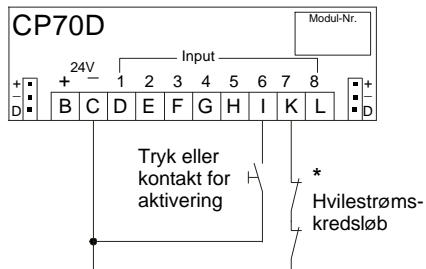 CP70D
Modul-Nr.
24V
Input
+ − 1 2 3 4 5 6 7 8
+
−
D
B C D E F G H I K L
+
−
D
Tryk eller
kontakt for
aktivering
*
Hvilestrøms-
kredsløb